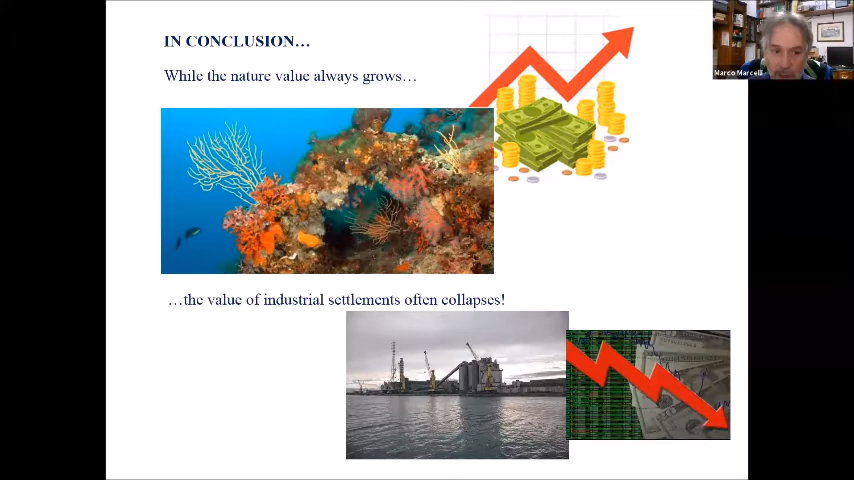 IN CONCLUSION…
While the nature value always grows…
Marco Marcelli
…the value of industrial settlements often collapses!